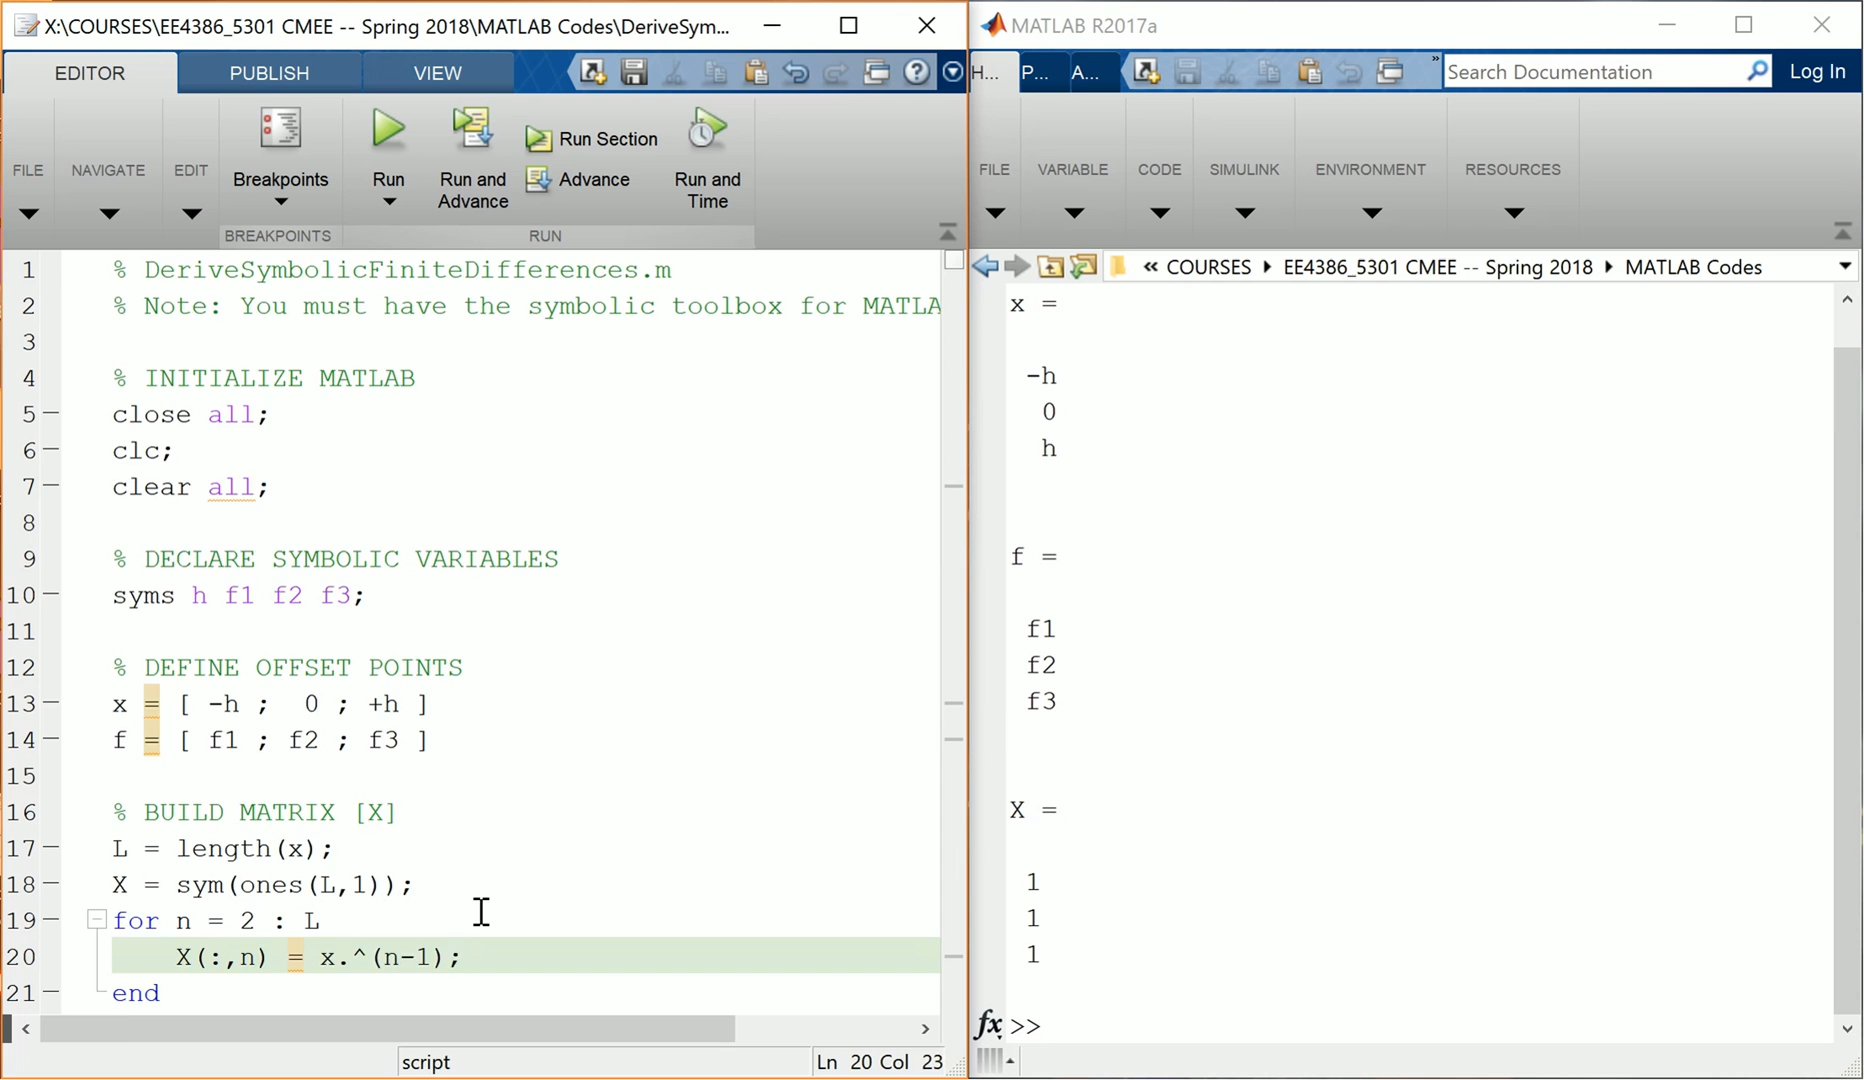 X:\COURSES\EE4386_5301 CMEE -- Spring 2018\MATLAB Codes\DeriveSym...
EDITOR PUBLISH VIEW
FILE
NAVIGATE
EDIT
Breakpoints
BREAKPOINTS
Run
Run and
Advance
Run Section
Advance
Run and
Time
RUN
1 % DeriveSymbolicFiniteDifferences.m
2 % Note: You must have the symbolic toolbox for MATLA
3
4 % INITIALIZE MATLAB
5 close all;
6 clc;
7 clear all;
8
9 % DECLARE SYMBOLIC VARIABLES
10 syms h f1 f2 f3;
11
12 % DEFINE OFFSET POINTS
13 x = [ -h ; 0 ; +h ]
14 f = [ f1 ; f2 ; f3 ]
15
16 % BUILD MATRIX [X]
17 L = length(x);
18 X = sym(ones(L,1));
19 for n = 2 : L
20 X(:,n) = x.^(n-1);
21 end
script
Ln 20 Col 23
MATLAB R2017a
H... P... A...
» Search Documentation Log In
FILE VARIABLE CODE SIMULINK ENVIRONMENT RESOURCES
« COURSES EE4386_5301 CMEE -- Spring 2018 MATLAB Codes
x =
-h
0
h
f =
f1
f2
f3
X =
1
1
1
fx >>